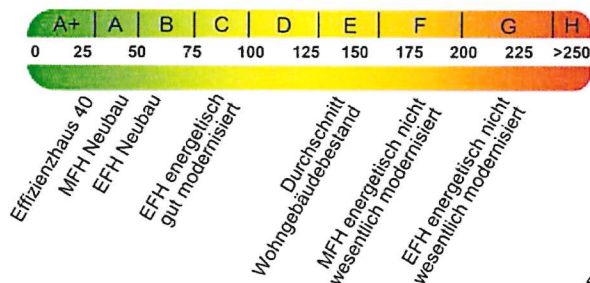 A+ A B C D E F G H
0 25 50 75 100 125 150 175 200 225 >250
Effizienzhaus 40
MFH Neubau
EFH Neubau
EFH energetisch
gut modernisiert
Durchschnitt
Wohngebäudebestand
MFH energetisch nicht
wesentlich modernisiert
EFH energetisch nicht
wesentlich modernisiert